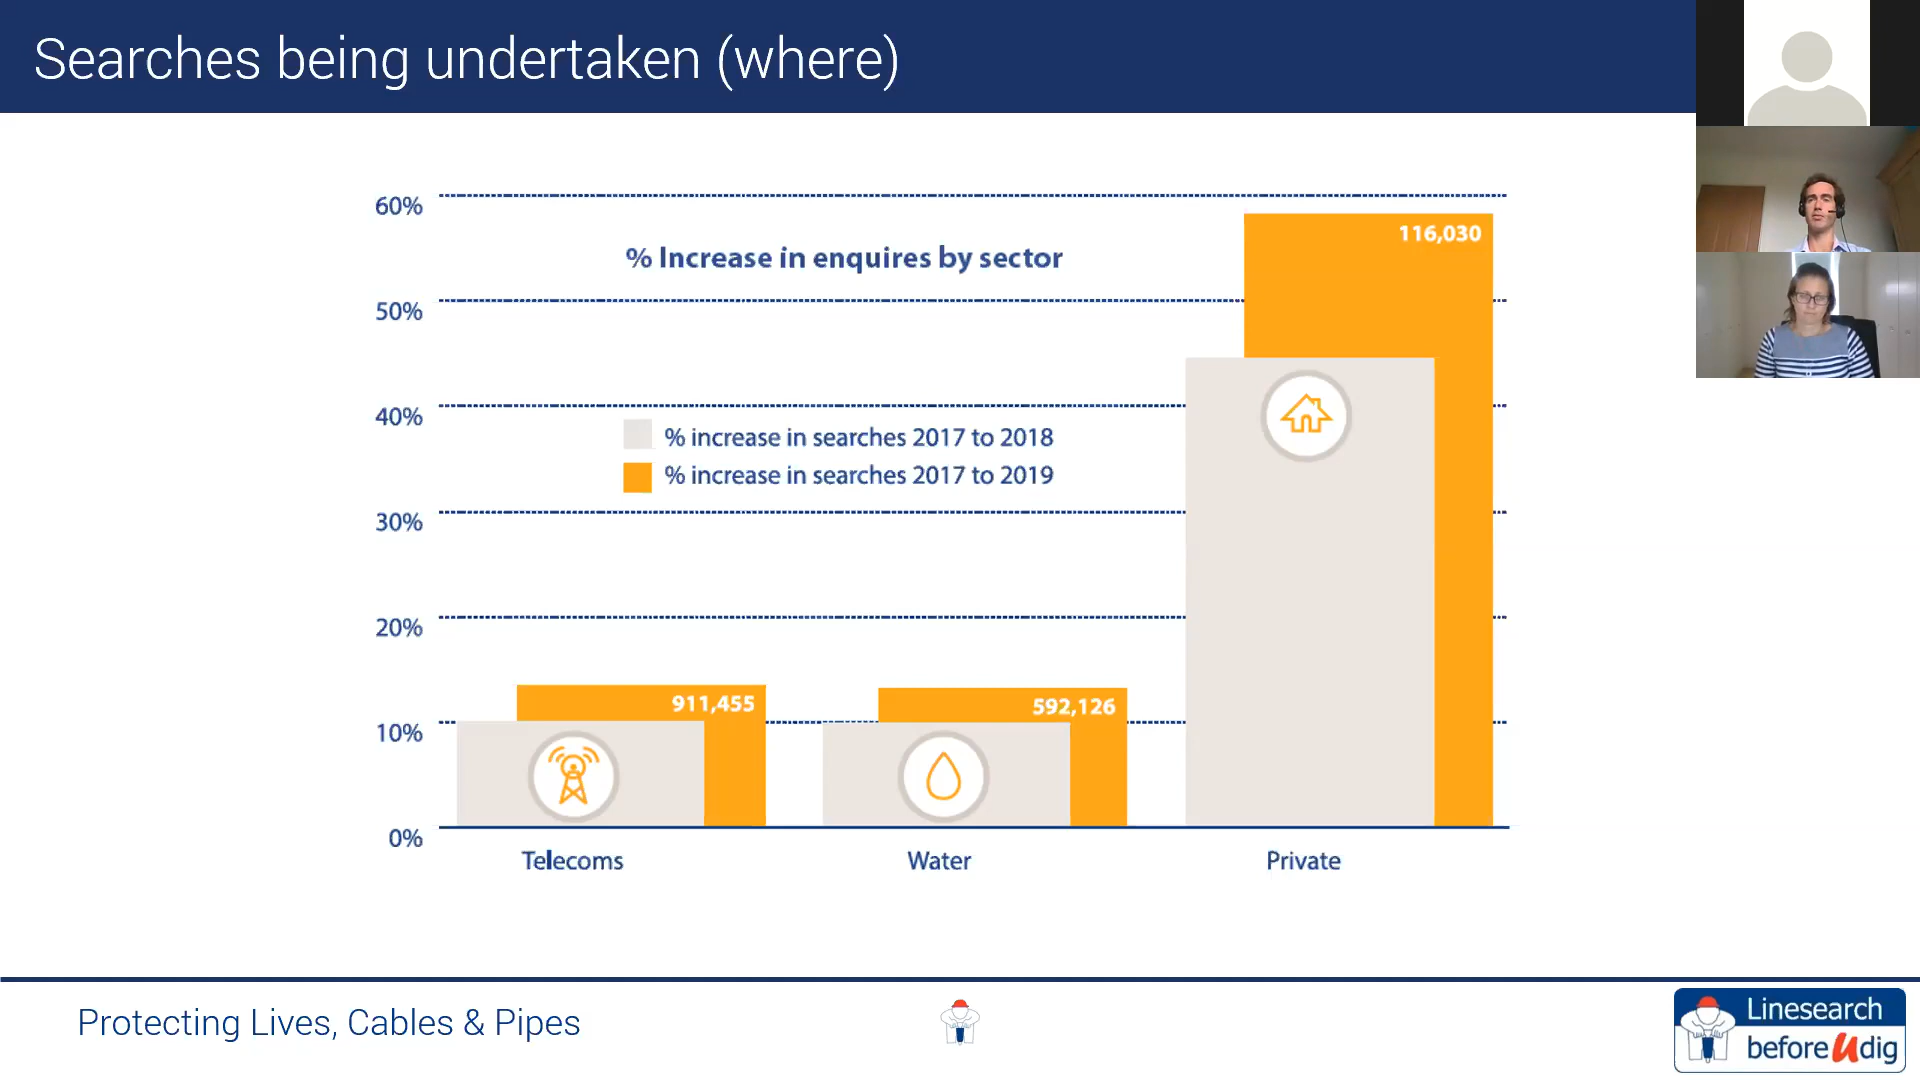 Searches being undertaken (where)
60%
116,030
% Increase in enquires by sector
50%
40%
% increase in searches 2017 to 2018
% increase in searches 2017 to 2019
30%
20%
911,455
592,126
10%
0%
Telecoms
Water
Private
Protecting Lives, Cables & Pipes
Linesearch
before U dig